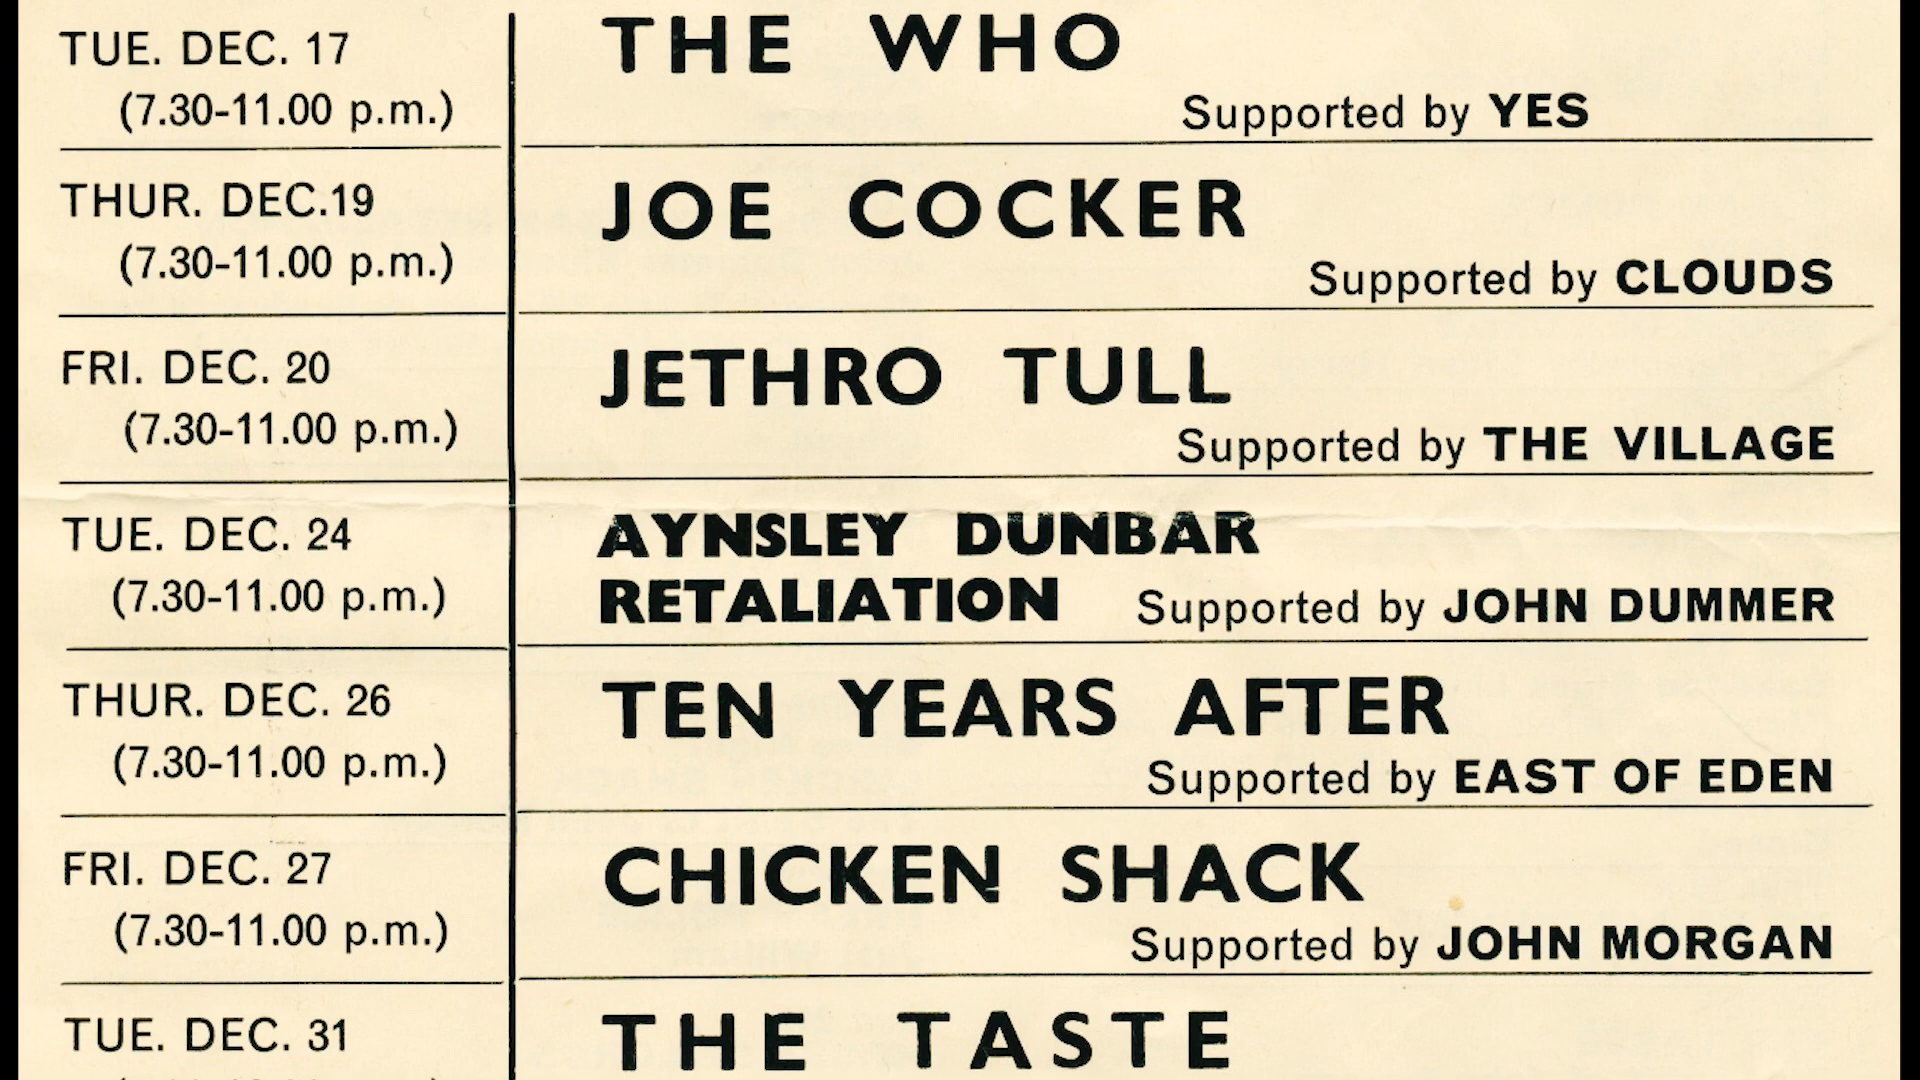 TUE. DEC. 17
(7.30-11.00 p.m.)
THE WHO
Supported by YES
THUR. DEC.19
(7.30-11.00 p.m.)
JOE COCKER
Supported by CLOUDS
FRI. DEC. 20
(7.30-11.00 p.m.)
JETHRO TULL
Supported by THE VILLAGE
TUE. DEC. 24
(7.30-11.00 p.m.)
AYNSLEY DUNBAR
RETALIATION Supported by JOHN DUMMER
THUR. DEC. 26
(7.30-11.00 p.m.)
TEN YEARS AFTER
Supported by EAST OF EDEN
FRI. DEC. 27
(7.30-11.00 p.m.)
CHICKEN SHACK
Supported by JOHN MORGAN
TUE. DEC. 31
THE TASTE